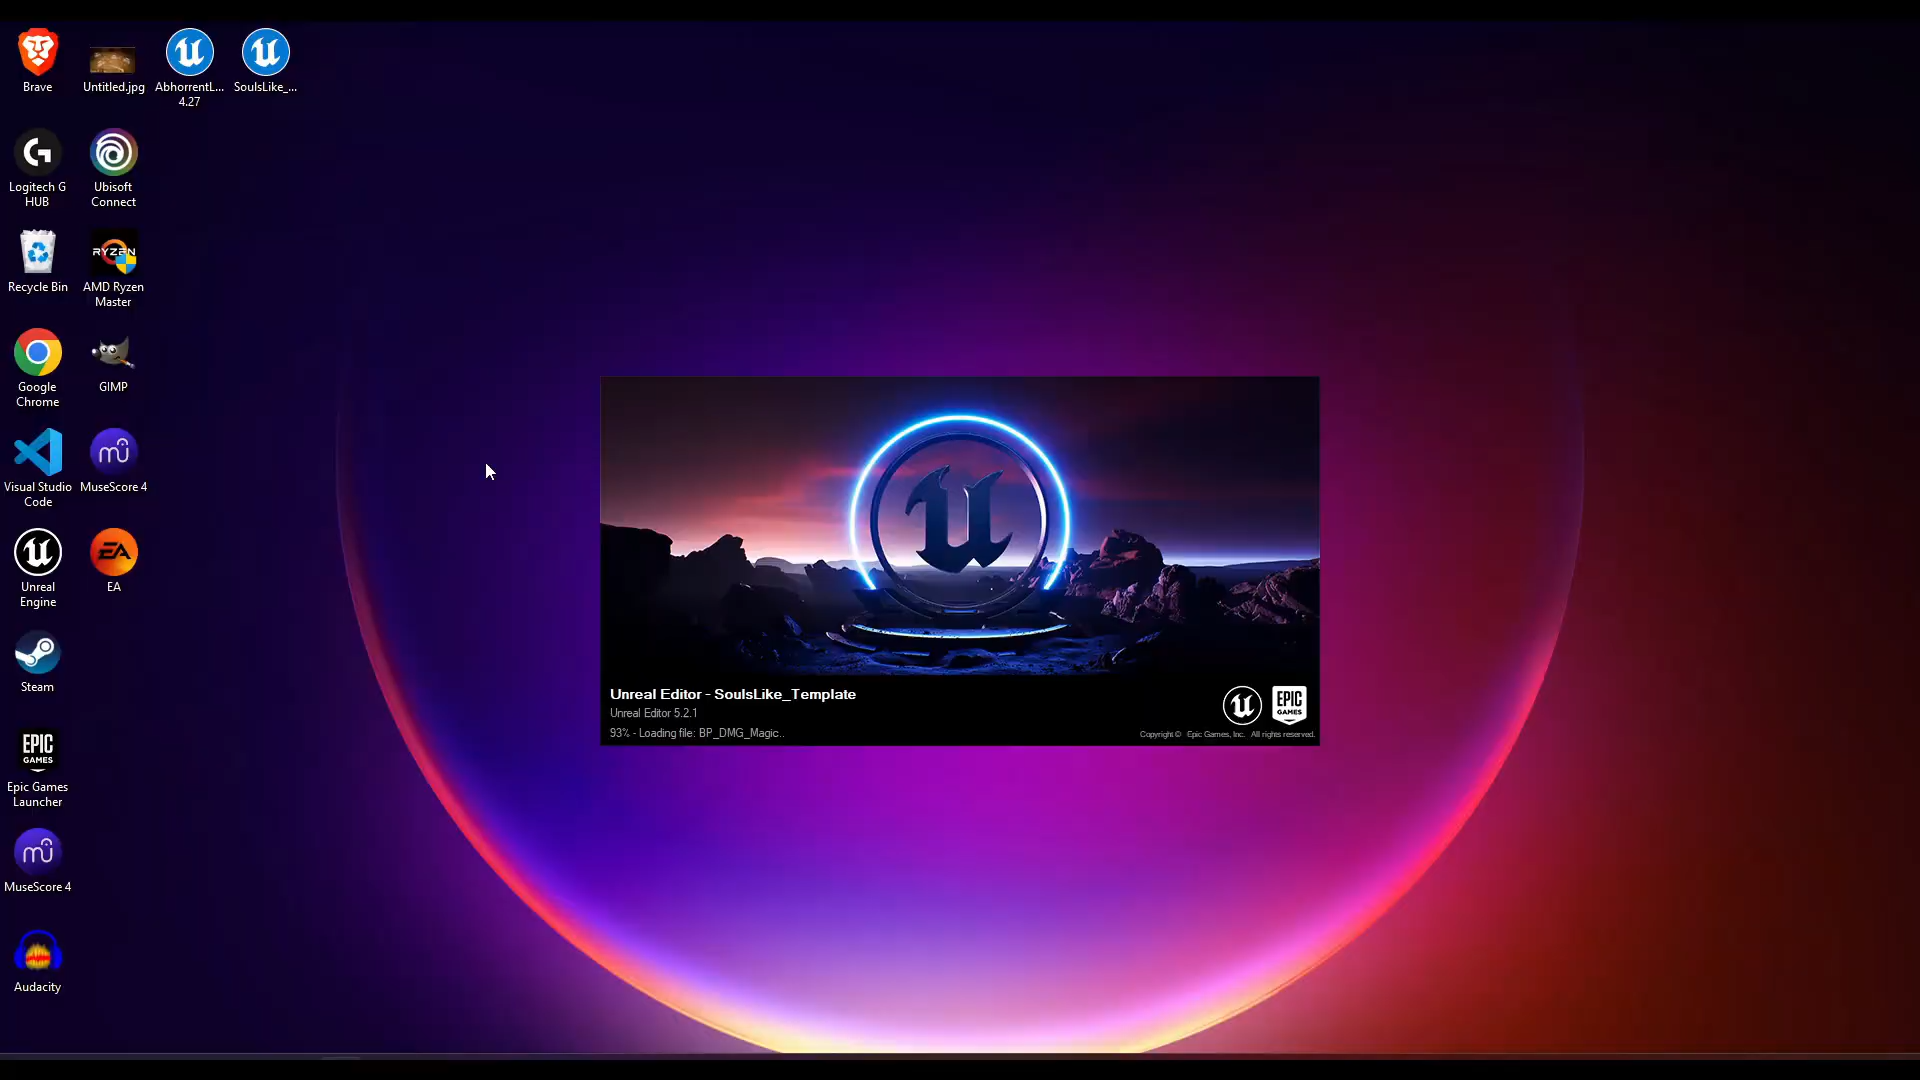 Brave
Untitled.jpg
AbhorrentL...
4.27
SoulsLike_...
Logitech G
HUB
Ubisoft
Connect
Recycle Bin
RYZEN
AMD Ryzen
Master
Google
Chrome
GIMP
Visual Studio
Code
MuseScore 4
Unreal
Engine
EA
EA
Steam
EPIC
GAMES
Epic Games
Launcher
MuseScore 4
Audacity
Unreal Editor - SoulsLike_Template
Unreal Editor 5.2.1
93% - Loading file: BP_DMG_Magic..
EPIC
GAMES
Copyright © Epic Games, Inc. All rights reserved.